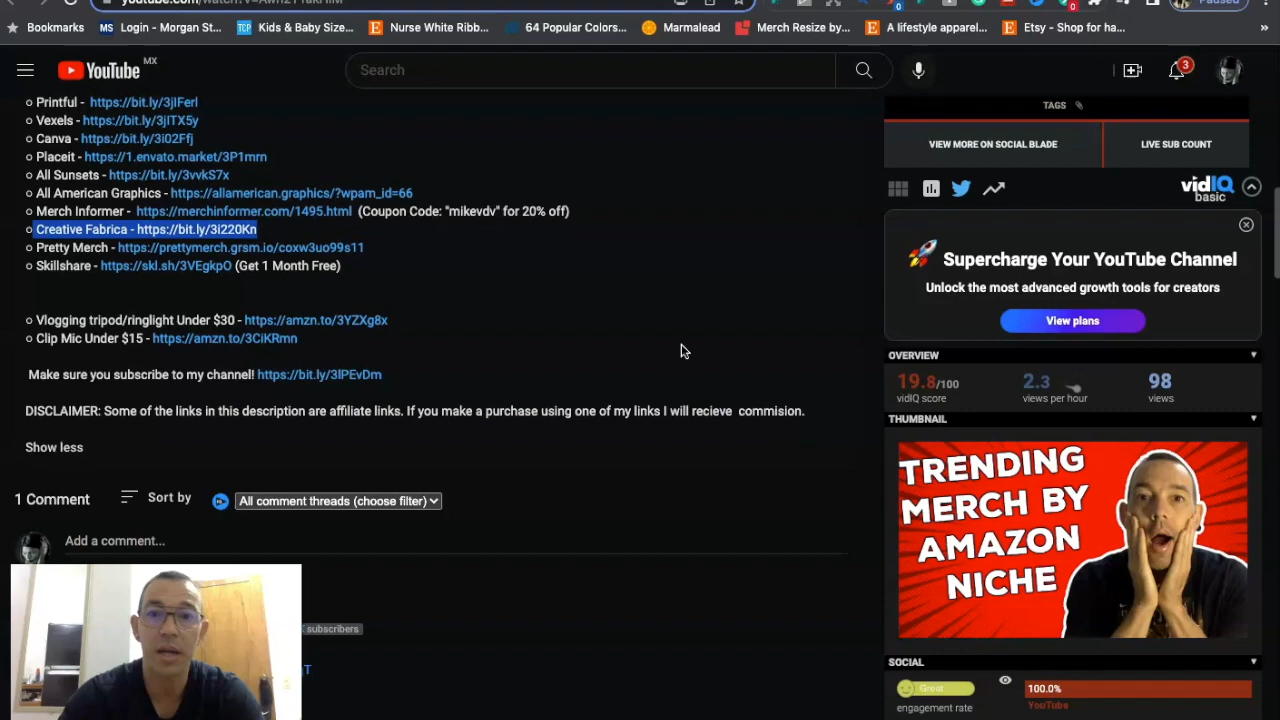 Paused
Bookmarks
Login - Morgan St...
Kids & Baby Size...
Nurse White Ribb...
64 Popular Colors...
Marmalead
Merch Resize by...
A lifestyle apparel...
Etsy - Shop for ha...
»
YouTube MX
Search
3
○ Printful - https://bit.ly/3jIFerl
○ Vexels - https://bit.ly/3jITX5y
○ Canva - https://bit.ly/3i02Ffj
○ Placeit - https://1.envato.market/3P1mrn
○ All Sunsets - https://bit.ly/3vvkS7x
○ All American Graphics - https://allamerican.graphics/?wpam_id=66
○ Merch Informer - https://merchinformer.com/1495.html (Coupon Code: "mikevdv" for 20% off)
○ Creative Fabrica - https://bit.ly/3i220Kn
○ Pretty Merch - https://prettymerch.grsm.io/coxw3uo99s11
○ Skillshare - https://skl.sh/3VEgkpO (Get 1 Month Free)
○ Vlogging tripod/ringlight Under $30 - https://amzn.to/3YZXg8x
○ Clip Mic Under $15 - https://amzn.to/3CiKRmn
Make sure you subscribe to my channel! https://bit.ly/3lPEvDm
DISCLAIMER: Some of the links in this description are affiliate links. If you make a purchase using one of my links I will recieve commision.
Show less
1 Comment
Sort by
All comment threads (choose filter)
Add a comment...
subscribers
TAGS
VIEW MORE ON SOCIAL BLADE
LIVE SUB COUNT
vidIQ
basic
Supercharge Your YouTube Channel
Unlock the most advanced growth tools for creators
View plans
OVERVIEW
19.8/100
vidIQ score
2.3
views per hour
98
views
THUMBNAIL
TRENDING
MERCH BY
AMAZON
NICHE
SOCIAL
Great
engagement rate
100.0%
YouTube